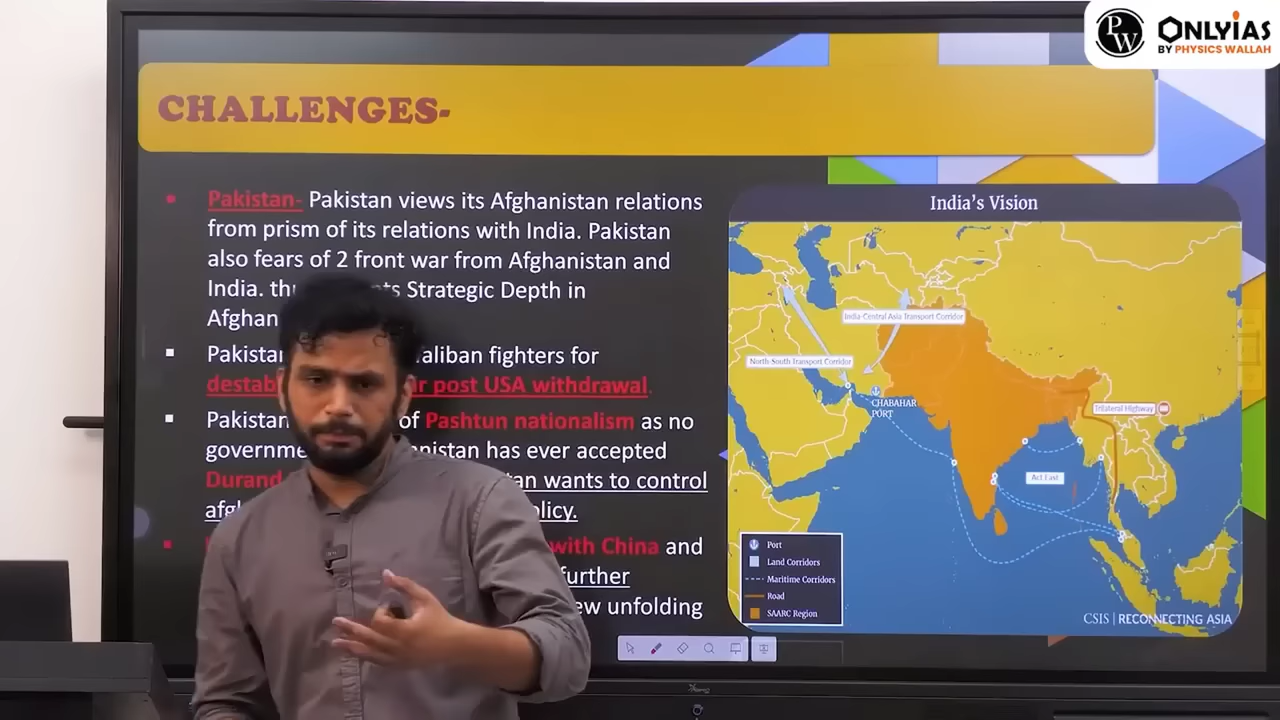 PW
ONLYIAS
BY PHYSICS WALLAH
CHALLENGES-
Pakistan- Pakistan views its Afghanistan relations
from prism of its relations with India. Pakistan
also fears of 2 front war from Afghanistan and
India. ts Strategic Depth in
Afghan
Pakistan aliban fighters for
destab r post USA withdrawal.
Pakistan of Pashtun nationalism as no
governme nistan has ever accepted
Durand tan wants to control
afg olicy.
with China and
further
ew unfolding
India's Vision
India-Central Asia Transport Corridor
North-South Transport Corridor
CHABAHAR
PORT
Trilateral Highway
Act East
Port
Land Corridors
Maritime Corridors
Road
SAARC Region
CSIS | RECONNECTING ASIA